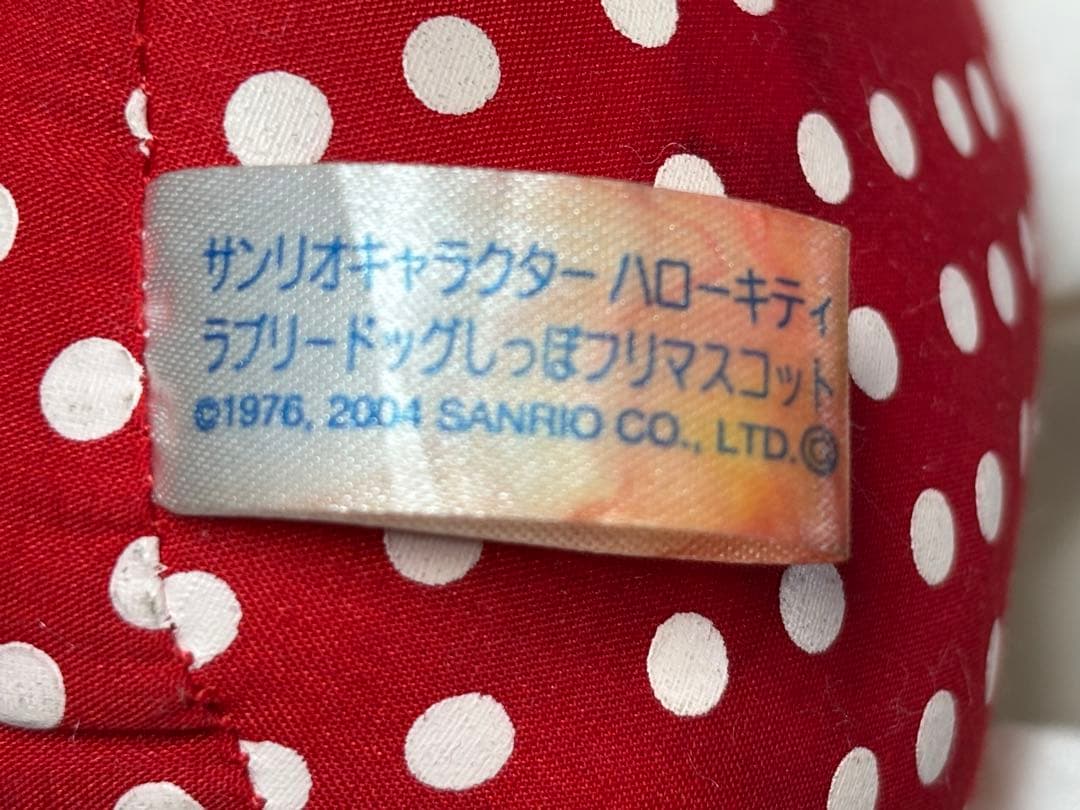 サンリオキャラクター ハローキティ
ラブリードッグしっぽフリマスコット
©1976, 2004 SANRIO CO., LTD.©